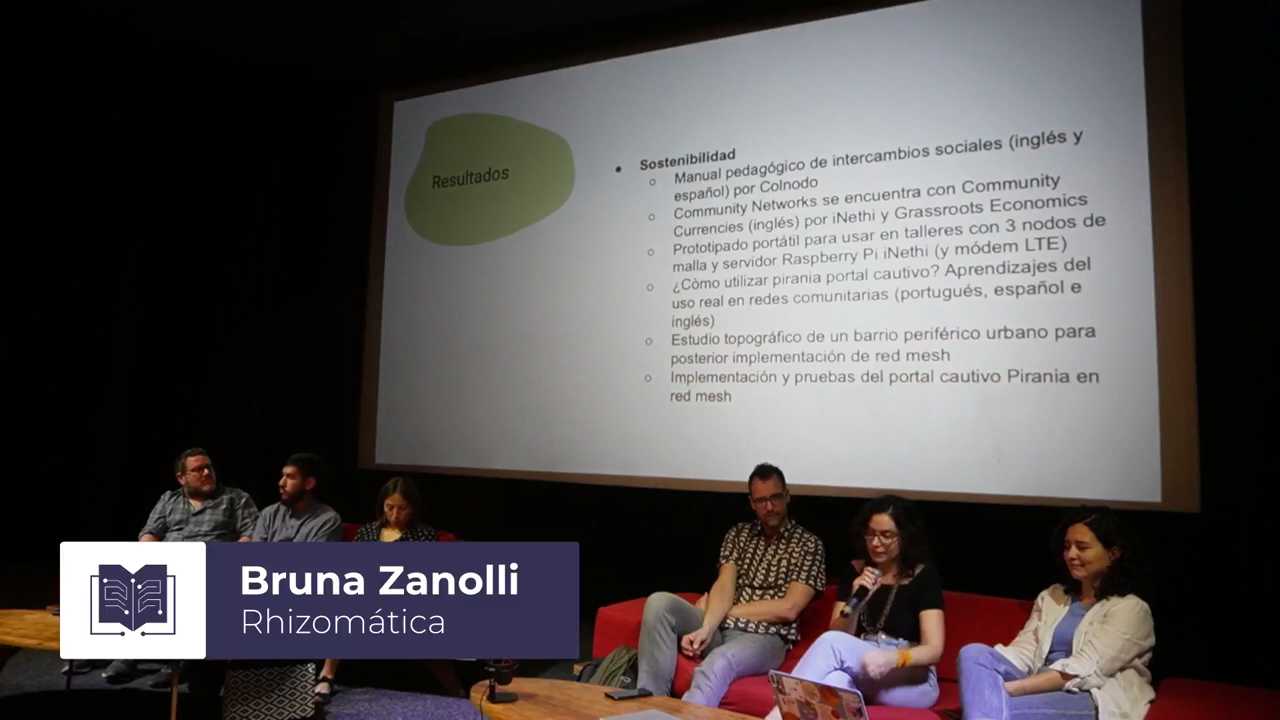 Resultados
Sostenibilidad
Manual pedagógico de intercambios sociales (inglés y
español) por Colnodo
Community Networks se encuentra con Community
Currencies (inglés) por iNethi y Grassroots Economics
Prototipado portátil para usar en talleres con 3 nodos de
malla y servidor Raspberry Pi iNethi (y módem LTE)
¿Còmo utilizar pirania portal cautivo? Aprendizajes del
uso real en redes comunitarias (portugués, español e
inglés)
Estudio topográfico de un barrio periférico urbano para
posterior implementación de red mesh
Implementación y pruebas del portal cautivo Pirania en
red mesh
Bruna Zanolli
Rhizomática